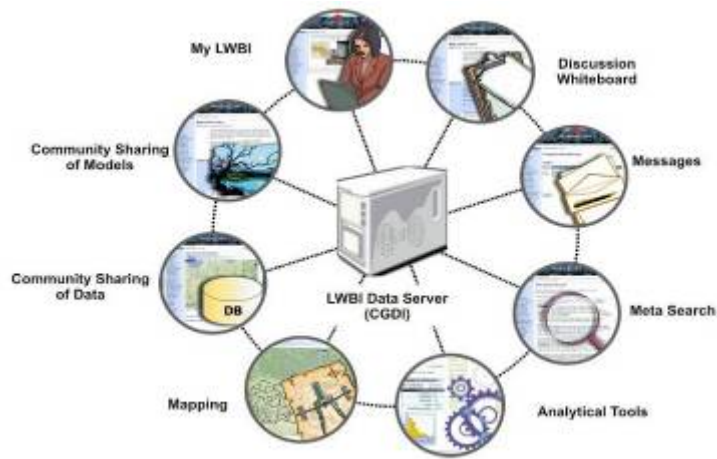 My LWBI
Discussion
Whiteboard
Community Sharing
of Models
Messages
Community Sharing
of Data
DB
LWBI Data Server
(CGDI)
Meta Search
Mapping
Analytical Tools